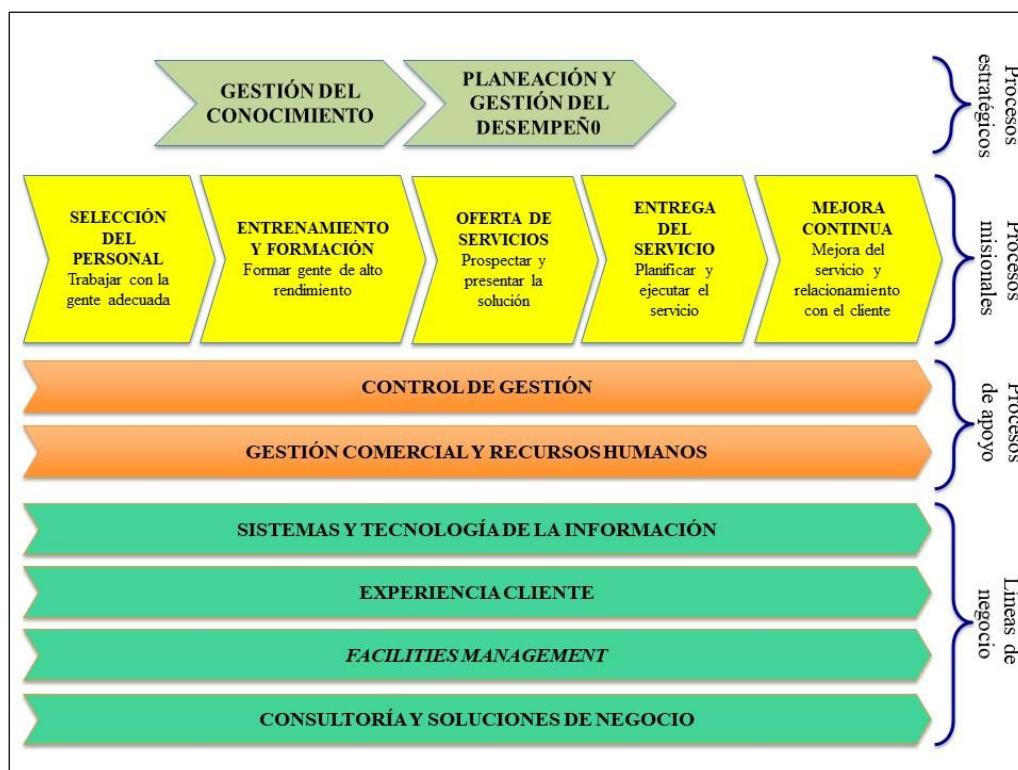 GESTIÓN DEL
CONOCIMIENTO
PLANEACIÓN Y
GESTIÓN DEL
DESEMPEÑ0
Procesos
estratégicos
SELECCIÓN
DEL
PERSONAL
Trabajar con la
gente adecuada
ENTRENAMIENTO
Y FORMACIÓN
Formar gente de alto
rendimiento
OFERTA DE
SERVICIOS
Prospectar y
presentar la
solución
ENTREGA
DEL
SERVICIO
Planificar y
ejecutar el
servicio
MEJORA
CONTINUA
Mejora del
servicio y
relacionamiento
con el cliente
Procesos
misionales
CONTROL DE GESTIÓN
GESTIÓN COMERCIAL Y RECURSOS HUMANOS
Procesos
de apoyo
SISTEMAS Y TECNOLOGÍA DE LA INFORMACIÓN
EXPERIENCIA CLIENTE
FACILITIES MANAGEMENT
CONSULTORÍA Y SOLUCIONES DE NEGOCIO
Líneas de
negocio